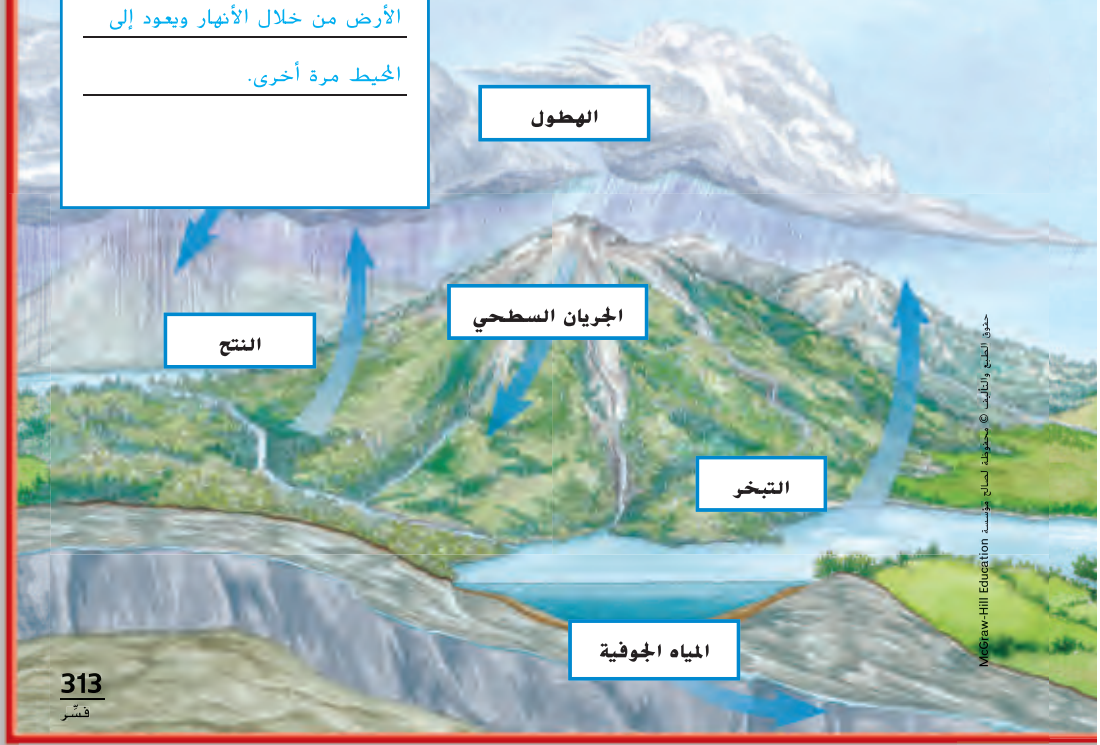 الأرض من خلال الأنهار ويعود إلى
المحيط مرة أخرى.
الهطول
الجريان السطحي
النتح
التبخر
المياه الجوفية
حقوق الطبع والتأليف © محفوظة لصالح مؤسسة McGraw-Hill Education
313
فسِّر